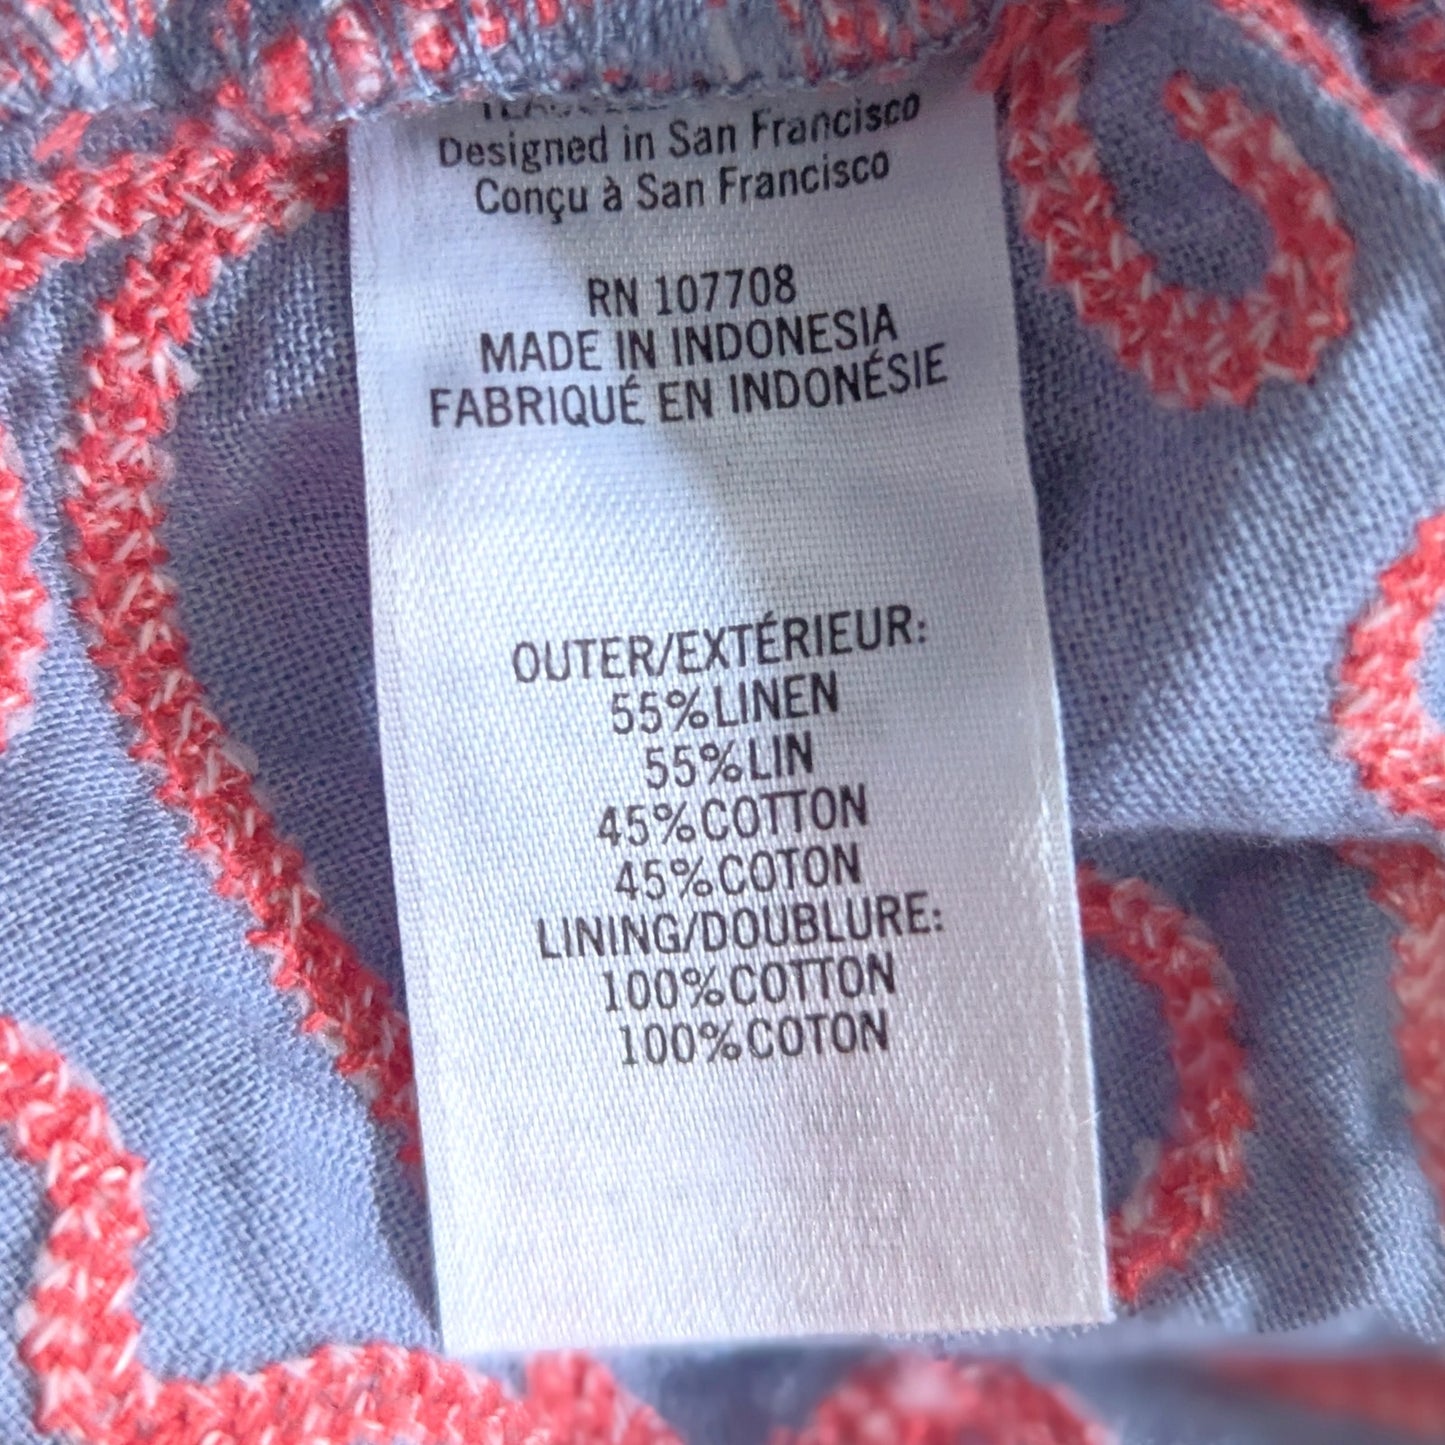 Designed in San Francisco
Conçu à San Francisco
RN 107708
MADE IN INDONESIA
FABRIQUÉ EN INDONÉSIE
OUTER/EXTÉRIEUR:
55%LINEN
55%LIN
45%COTTON
45%COTON
LINING/DOUBLURE:
100%COTTON
100%COTON